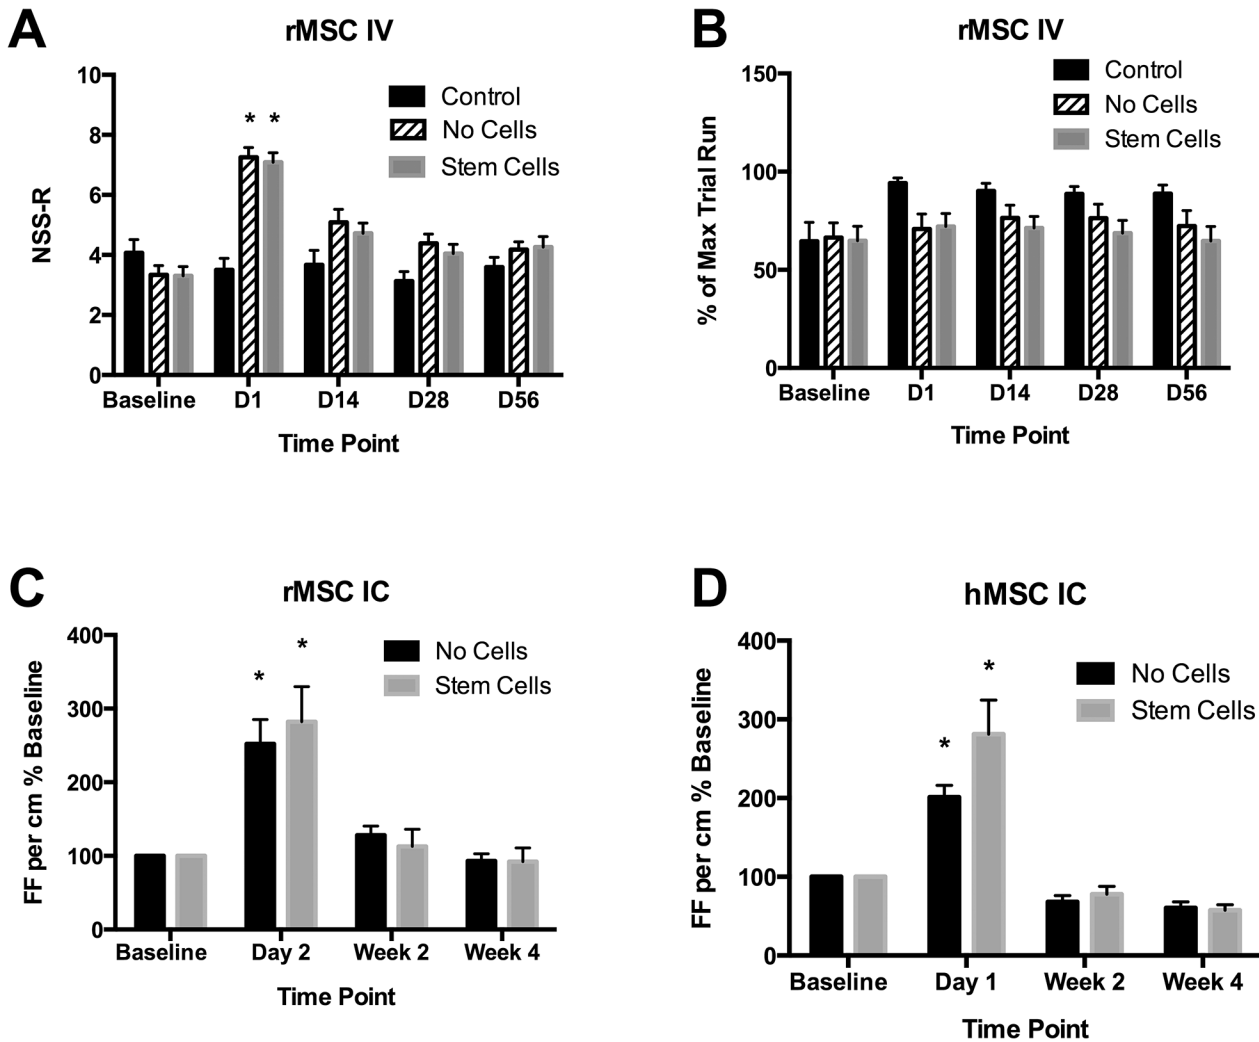 A
rMSC IV
NSS-R
10
8
6
4
2
0
* *
Control
No Cells
Stem Cells
Baseline D1 D14 D28 D56
Time Point
B
rMSC IV
% of Max Trial Run
150
100
50
0
Control
No Cells
Stem Cells
Baseline D1 D14 D28 D56
Time Point
C
rMSC IC
FF per cm % Baseline
400
300
200
100
0
* *
No Cells
Stem Cells
Baseline Day 2 Week 2 Week 4
Time Point
D
hMSC IC
FF per cm % Baseline
400
300
200
100
0
* *
No Cells
Stem Cells
Baseline Day 1 Week 2 Week 4
Time Point